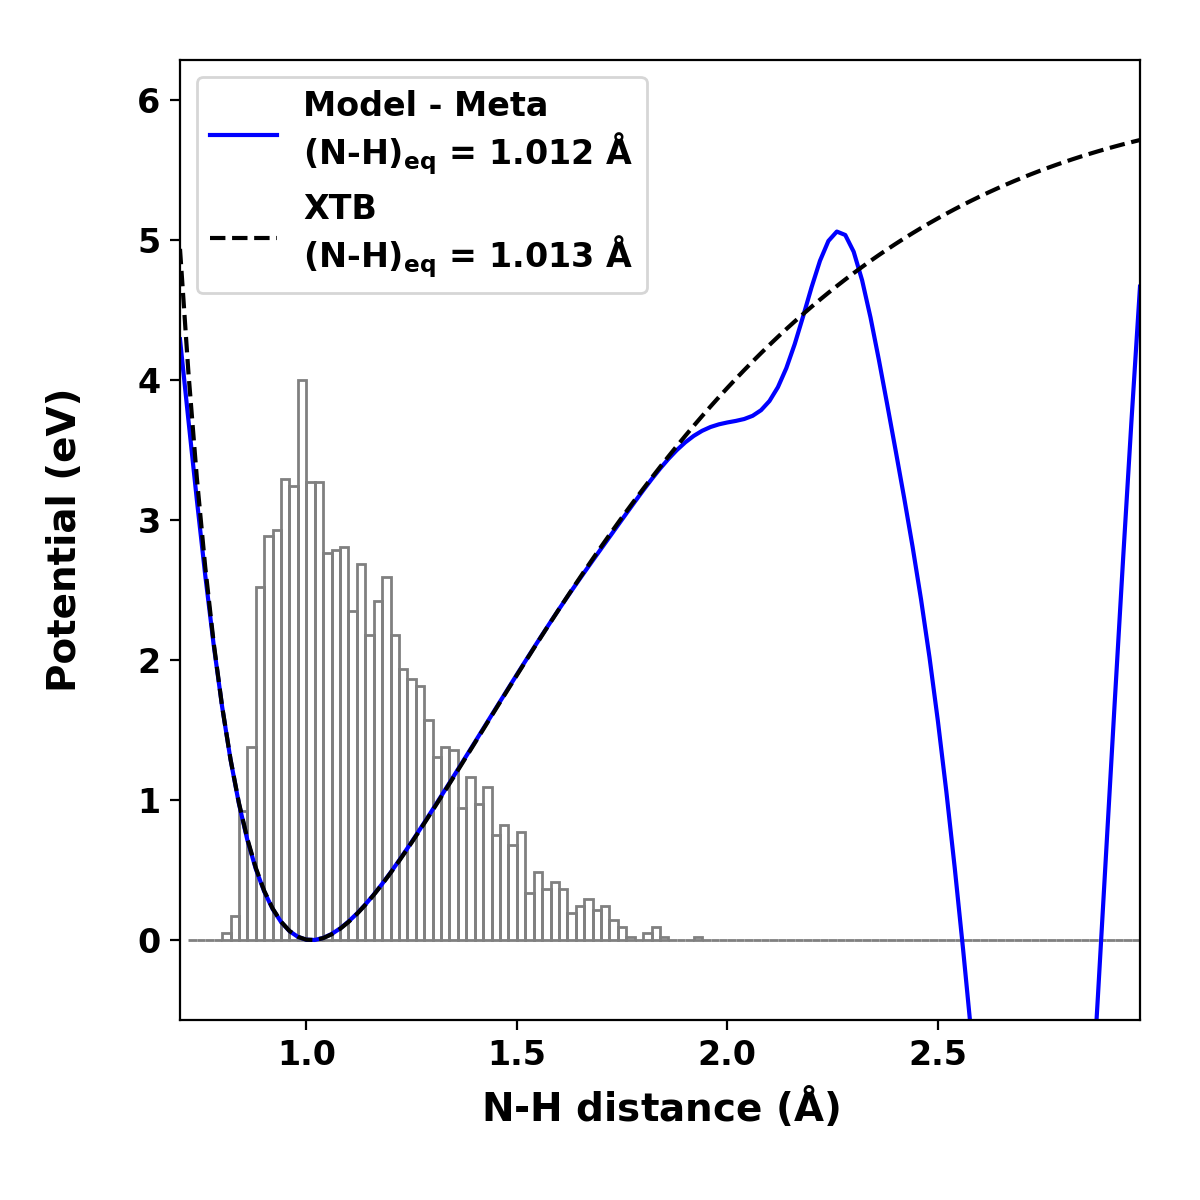 Model - Meta
(N-H)eq = 1.012 Å
XTB
(N-H)eq = 1.013 Å
6
5
4
3
2
1
0
Potential (eV)
1.0 1.5 2.0 2.5
N-H distance (Å)